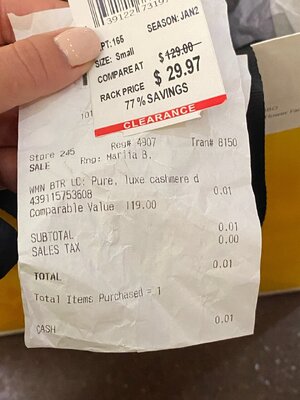 PT:165
SEASON:JAN2
SIZE: Small
COMPARE AT $129.00
RACK PRICE $29.97
77% SAVINGS
CLEARANCE
Store 245 Reg# 4907 Tran# 8150
SALE Rng: Marlia B.
WMN BTR LC: Pure, luxe cashmere d
439115753608 0.01
Comparable Value 119.00
SUBTOTAL 0.01
SALES TAX 0.00
TOTAL 0.01
Total Items Purchased = 1
CASH 0.01